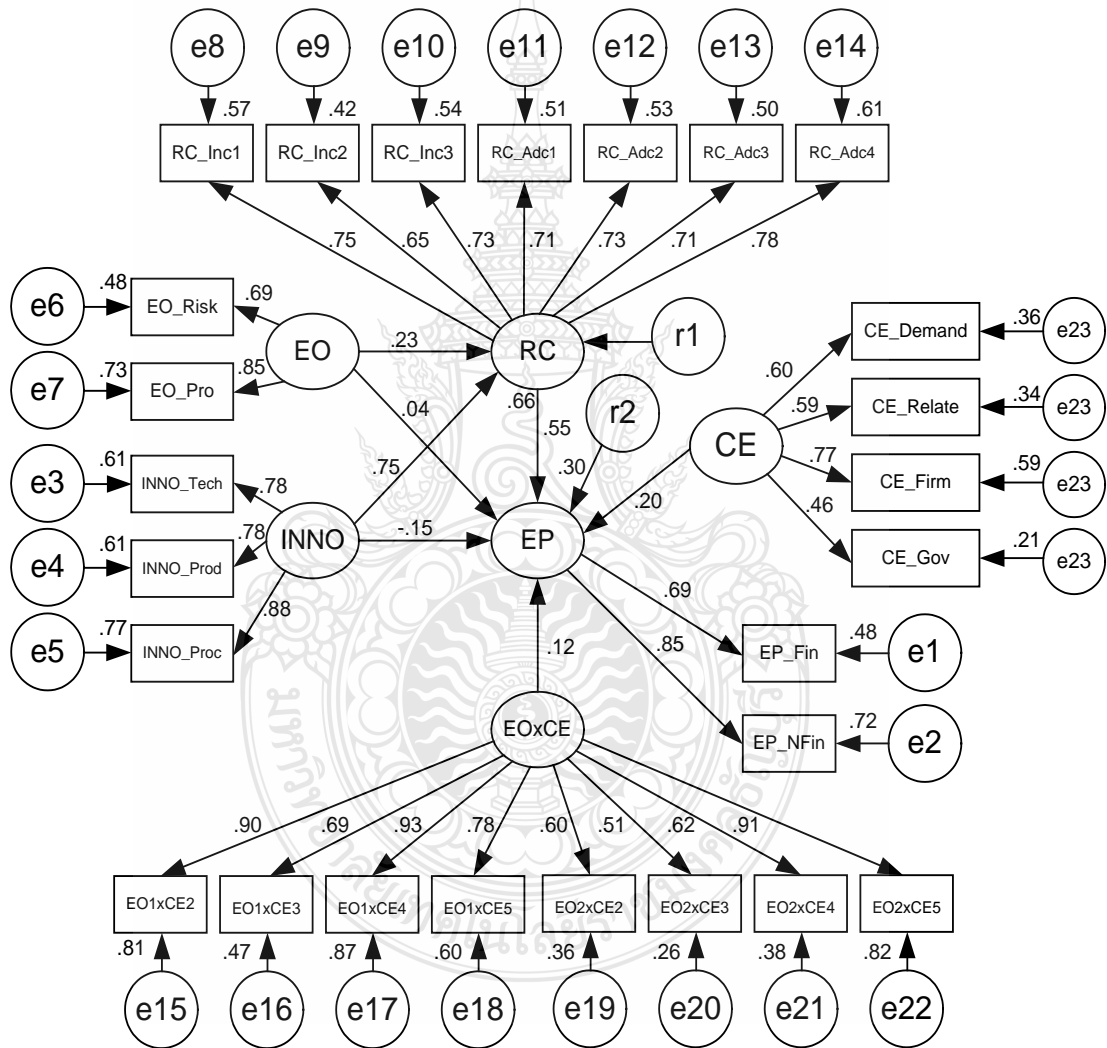 e8 e9 e10 e11 e12 e13 e14
.57 .42 .54 .51 .53 .50 .61
RC_Inc1 RC_Inc2 RC_Inc3 RC_Adc1 RC_Adc2 RC_Adc3 RC_Adc4
.75 .65 .73 .71 .73 .71 .78
e6 .48 EO_Risk .69
e7 .73 EO_Pro .85
EO .23 RC r1
.04 .66 .55 r2
.75 .30
e3 .61 INNO_Tech .78
e4 .61 INNO_Prod .78
e5 .77 INNO_Proc .88
INNO -.15 EP .20 CE
.60 CE_Demand .36 e23
.59 CE_Relate .34 e23
.77 CE_Firm .59 e23
.46 CE_Gov .21 e23
.69 EP_Fin .48 e1
.85 EP_NFin .72 e2
.12
EOxCE
.90 .69 .93 .78 .60 .51 .62 .91
EO1xCE2 EO1xCE3 EO1xCE4 EO1xCE5 EO2xCE2 EO2xCE3 EO2xCE4 EO2xCE5
.81 .47 .87 .60 .36 .26 .38 .82
e15 e16 e17 e18 e19 e20 e21 e22